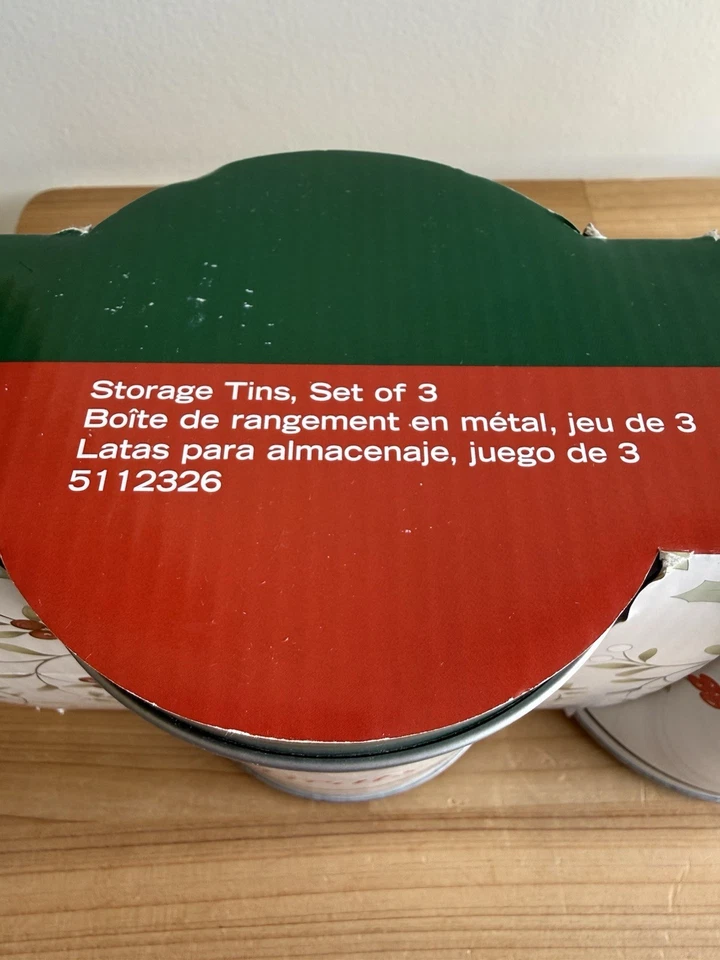 Storage Tins, Set of 3
Boîte de rangement en métal, jeu de 3
Latas para almacenaje, juego de 3
5112326